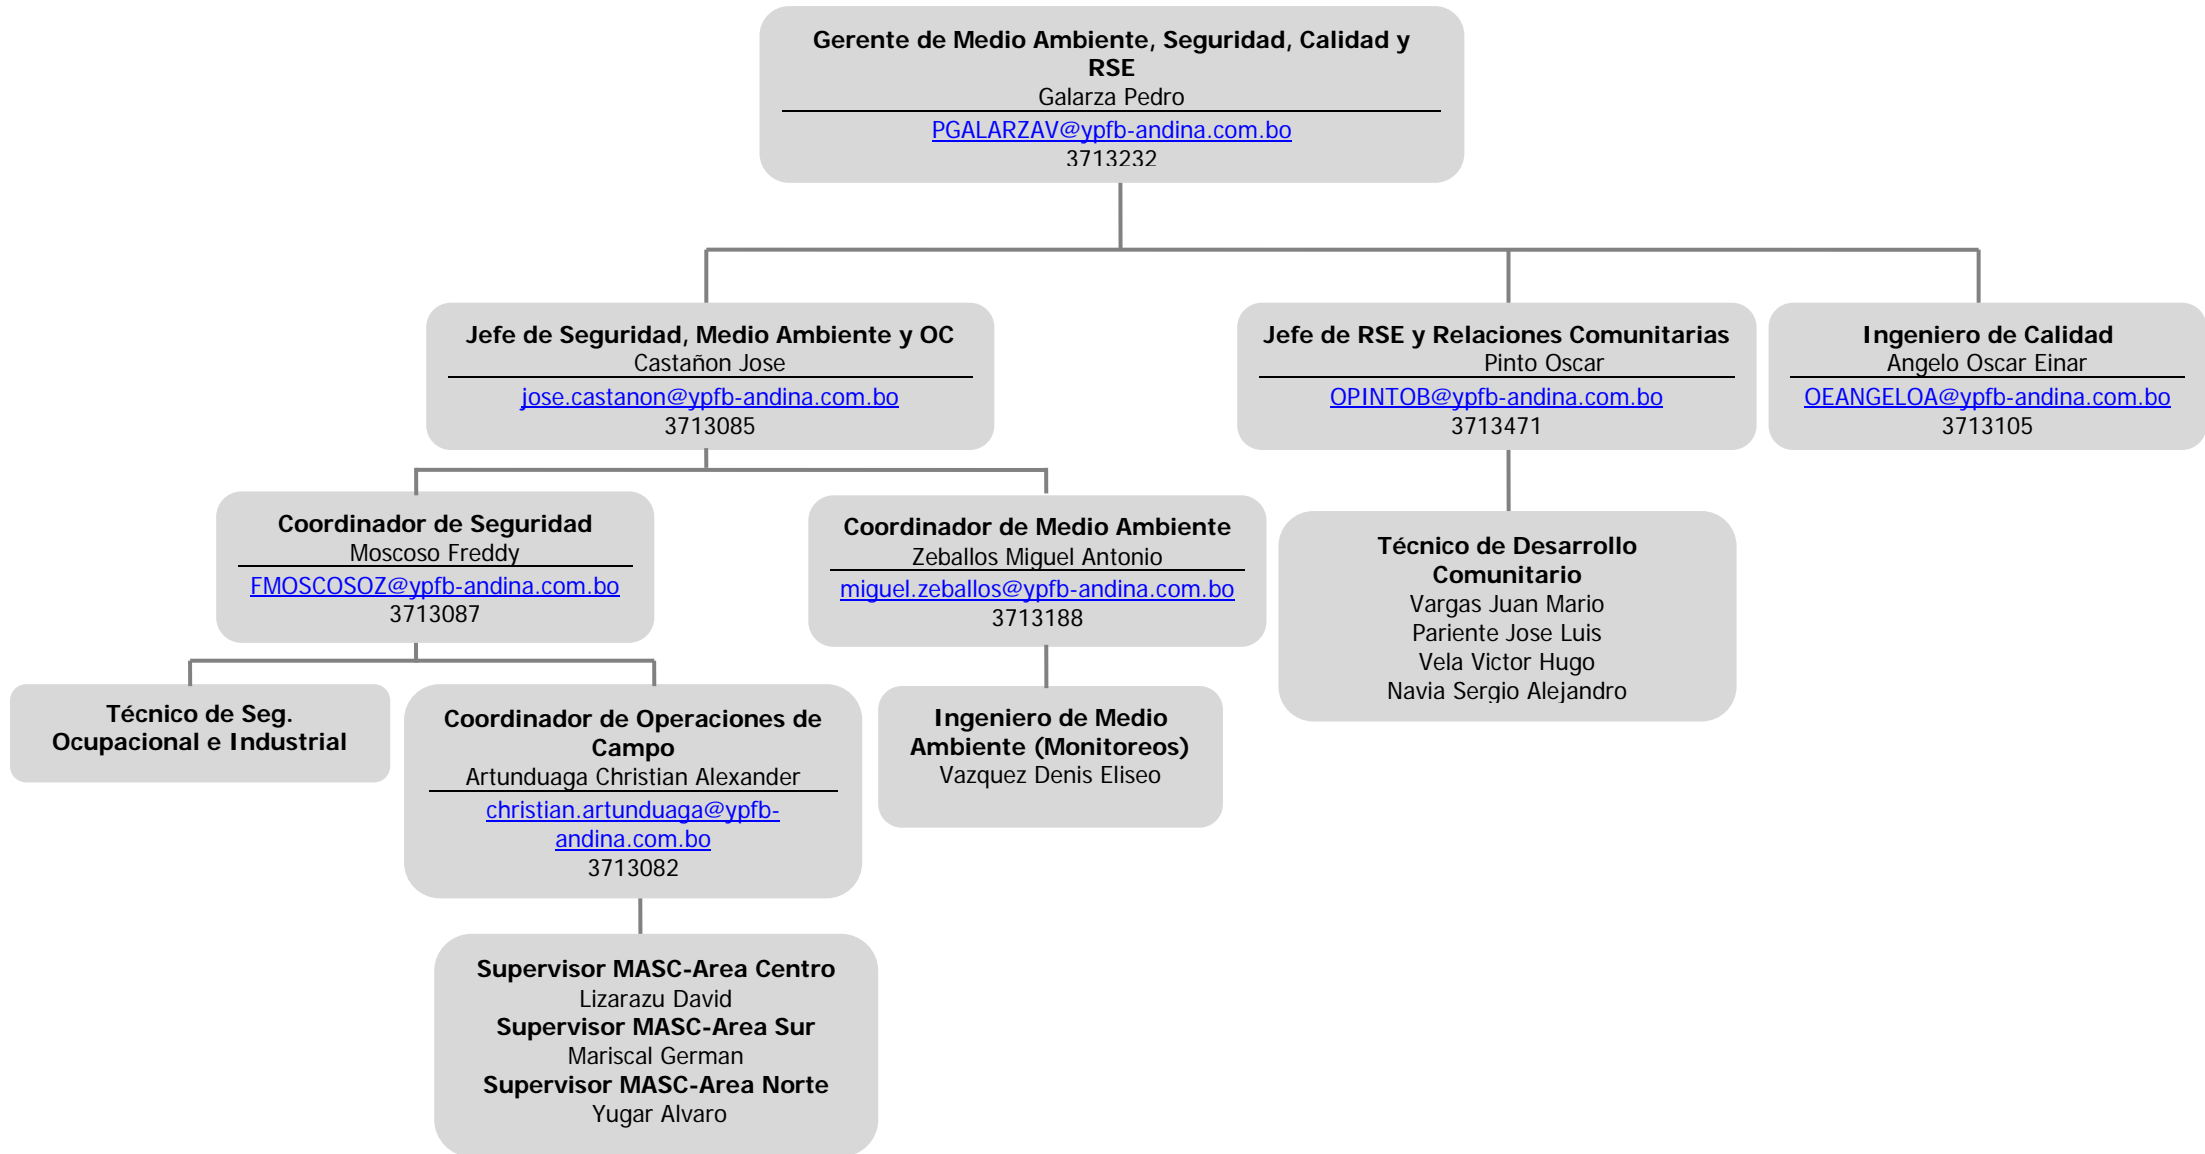 Gerente de Medio Ambiente, Seguridad, Calidad y
RSE
Galarza Pedro
PGALARZAV@ypfb-andina.com.bo
3713232
Jefe de Seguridad, Medio Ambiente y OC
Castañon Jose
jose.castanon@ypfb-andina.com.bo
3713085
Jefe de RSE y Relaciones Comunitarias
Pinto Oscar
OPINTOB@ypfb-andina.com.bo
3713471
Ingeniero de Calidad
Angelo Oscar Einar
OEANGELOA@ypfb-andina.com.bo
3713105
Coordinador de Seguridad
Moscoso Freddy
FMOSCOSOZ@ypfb-andina.com.bo
3713087
Coordinador de Medio Ambiente
Zeballos Miguel Antonio
miguel.zeballos@ypfb-andina.com.bo
3713188
Técnico de Desarrollo
Comunitario
Vargas Juan Mario
Pariente Jose Luis
Vela Victor Hugo
Navia Sergio Alejandro
Técnico de Seg.
Ocupacional e Industrial
Coordinador de Operaciones de
Campo
Artunduaga Christian Alexander
christian.artunduaga@ypfb-
andina.com.bo
3713082
Ingeniero de Medio
Ambiente (Monitoreos)
Vazquez Denis Eliseo
Supervisor MASC-Area Centro
Lizarazu David
Supervisor MASC-Area Sur
Mariscal German
Supervisor MASC-Area Norte
Yugar Alvaro